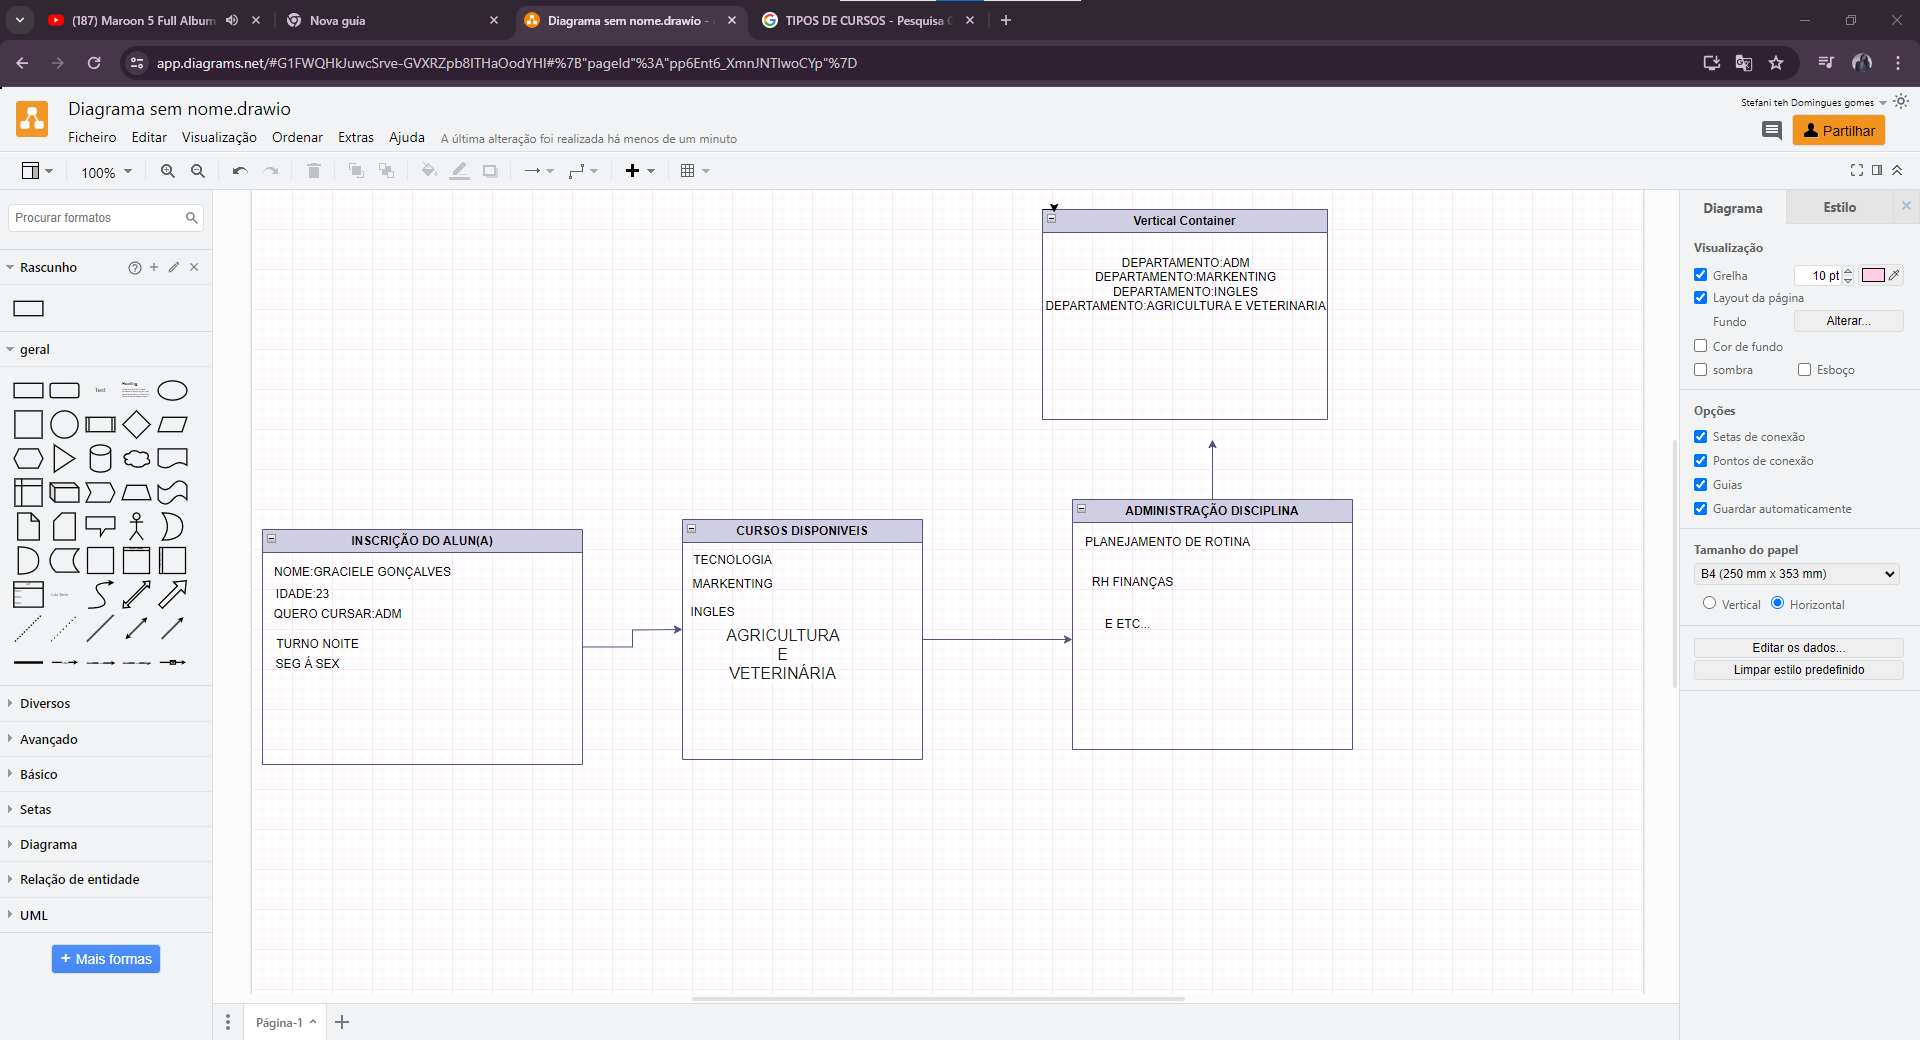 (187) Maroon 5 Full Album
Nova guia
Diagrama sem nome.drawio -
TIPOS DE CURSOS - Pesquisa G
app.diagrams.net/#G1FWQHkJuwcSrve-GVXRZpb8ITHaOodYHI#%7B"pageId"%3A"pp6Ent6_XmnJNTIwoCYp"%7D
Diagrama sem nome.drawio
Stefani teh Domingues gomes
Ficheiro Editar Visualização Ordenar Extras Ajuda A última alteração foi realizada há menos de um minuto
Partilhar
100%
Procurar formatos
Rascunho
geral
Text
Heading
List Item
Diversos
Avançado
Básico
Setas
Diagrama
Relação de entidade
UML
+ Mais formas
Vertical Container
DEPARTAMENTO:ADM
DEPARTAMENTO:MARKENTING
DEPARTAMENTO:INGLES
DEPARTAMENTO:AGRICULTURA E VETERINARIA
INSCRIÇÃO DO ALUN(A)
NOME:GRACIELE GONÇALVES
IDADE:23
QUERO CURSAR:ADM
TURNO NOITE
SEG Á SEX
CURSOS DISPONIVEIS
TECNOLOGIA
MARKENTING
INGLES
AGRICULTURA
E
VETERINÁRIA
ADMINISTRAÇÃO DISCIPLINA
PLANEJAMENTO DE ROTINA
RH FINANÇAS
E ETC...
Diagrama Estilo
Visualização
Grelha 10 pt
Layout da página
Fundo Alterar...
Cor de fundo
sombra Esboço
Opções
Setas de conexão
Pontos de conexão
Guias
Guardar automaticamente
Tamanho do papel
B4 (250 mm x 353 mm)
Vertical Horizontal
Editar os dados...
Limpar estilo predefinido
Página-1